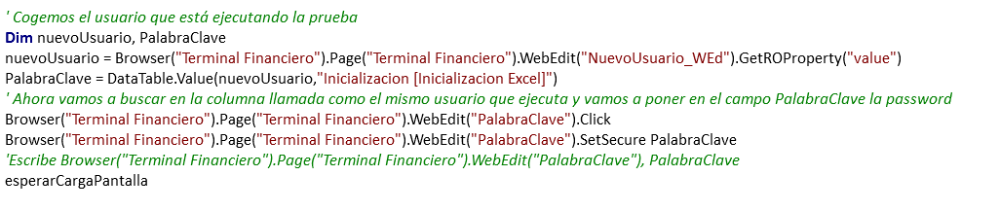 ' Cogemos el usuario que está ejecutando la prueba
Dim nuevoUsuario, PalabraClave
nuevoUsuario = Browser("Terminal Financiero").Page("Terminal Financiero").WebEdit("NuevoUsuario_WEd").GetROProperty("value")
PalabraClave = DataTable.Value(nuevoUsuario,"Inicializacion [Inicializacion Excel]")
' Ahora vamos a buscar en la columna llamada como el mismo usuario que ejecuta y vamos a poner en el campo PalabraClave la password
Browser("Terminal Financiero").Page("Terminal Financiero").WebEdit("PalabraClave").Click
Browser("Terminal Financiero").Page("Terminal Financiero").WebEdit("PalabraClave").SetSecure PalabraClave
'Escribe Browser("Terminal Financiero").Page("Terminal Financiero").WebEdit("PalabraClave"), PalabraClave
esperarCargaPantalla